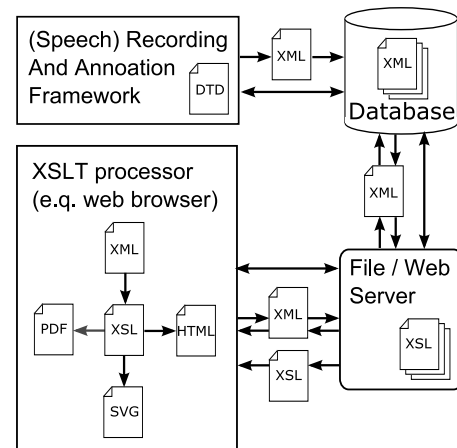 (Speech) Recording
And Annoation
Framework
DTD
XML
XML
Database
XSLT processor
(e.q. web browser)
XML
XML
File / Web
Server
PDF
XSL
HTML
XML
XSL
XSL
SVG